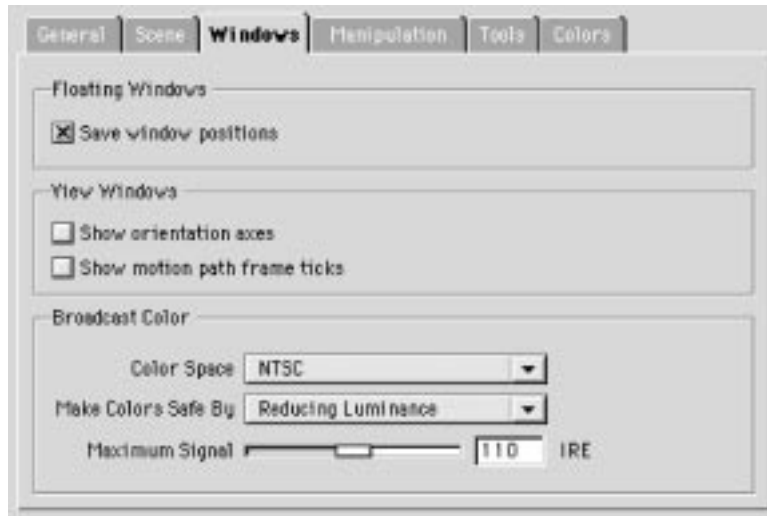 General Scene Windows Manipulation Tools Colors
Floating Windows
Save window positions
View Windows
Show orientation axes
Show motion path frame ticks
Broadcast Color
Color Space NTSC
Make Colors Safe By Reducing Luminance
Maximum Signal 110 IRE